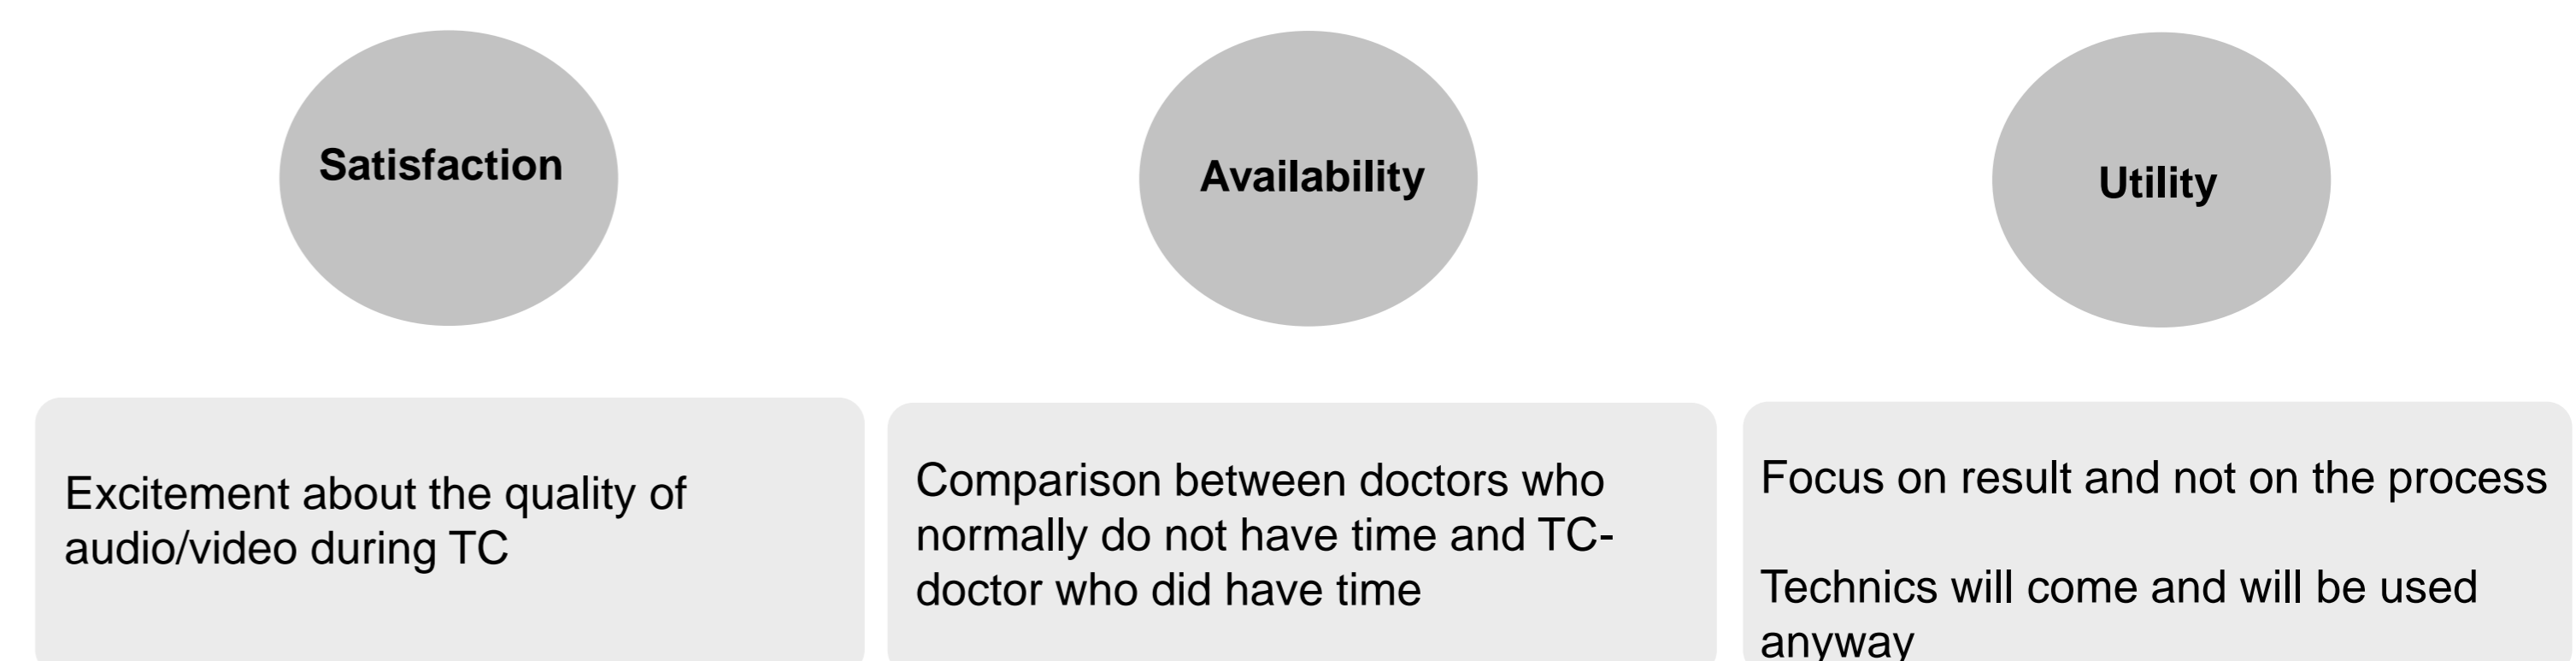 Satisfaction
Availability
Utility
Excitement about the quality of
audio/video during TC
Comparison between doctors who
normally do not have time and TC-
doctor who did have time
Focus on result and not on the process
Technics will come and will be used
anyway